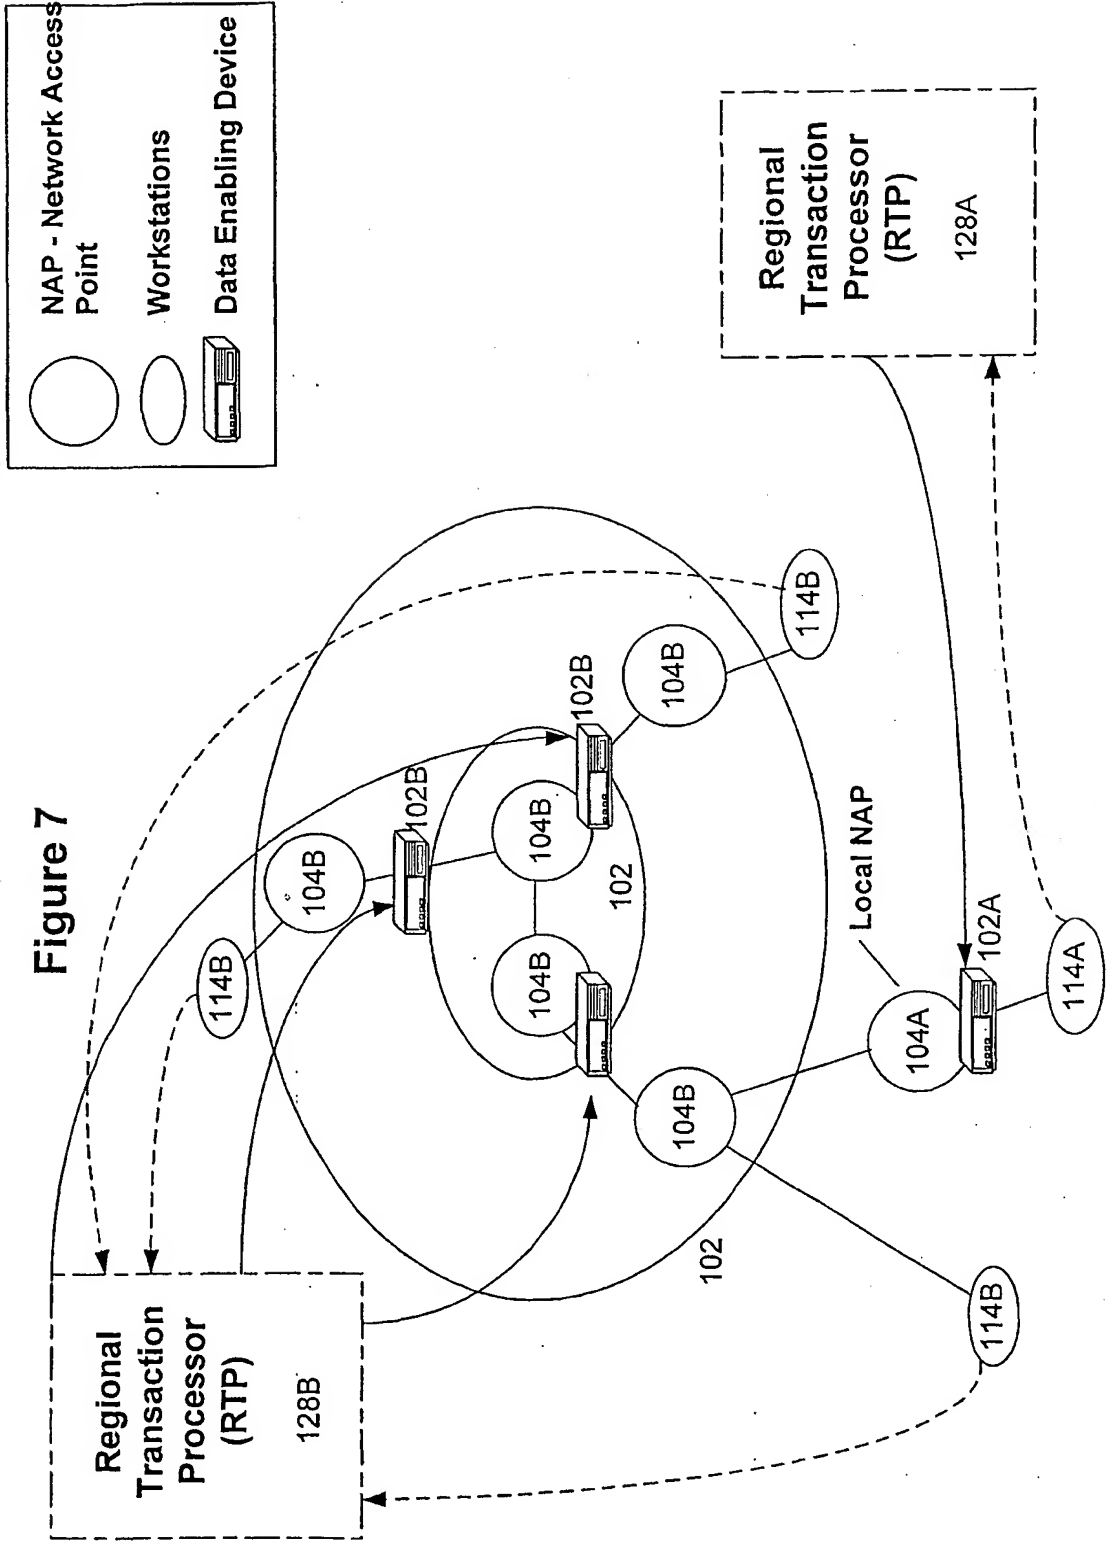 Figure 7
NAP - Network Access
Point
Workstations
Data Enabling Device
Regional
Transaction
Processor
(RTP)
128B
114B
104B
102B
104B
104B
102
102B
104B
114B
104B
102
114B
Local NAP
104A
102A
114A
Regional
Transaction
Processor
(RTP)
128A